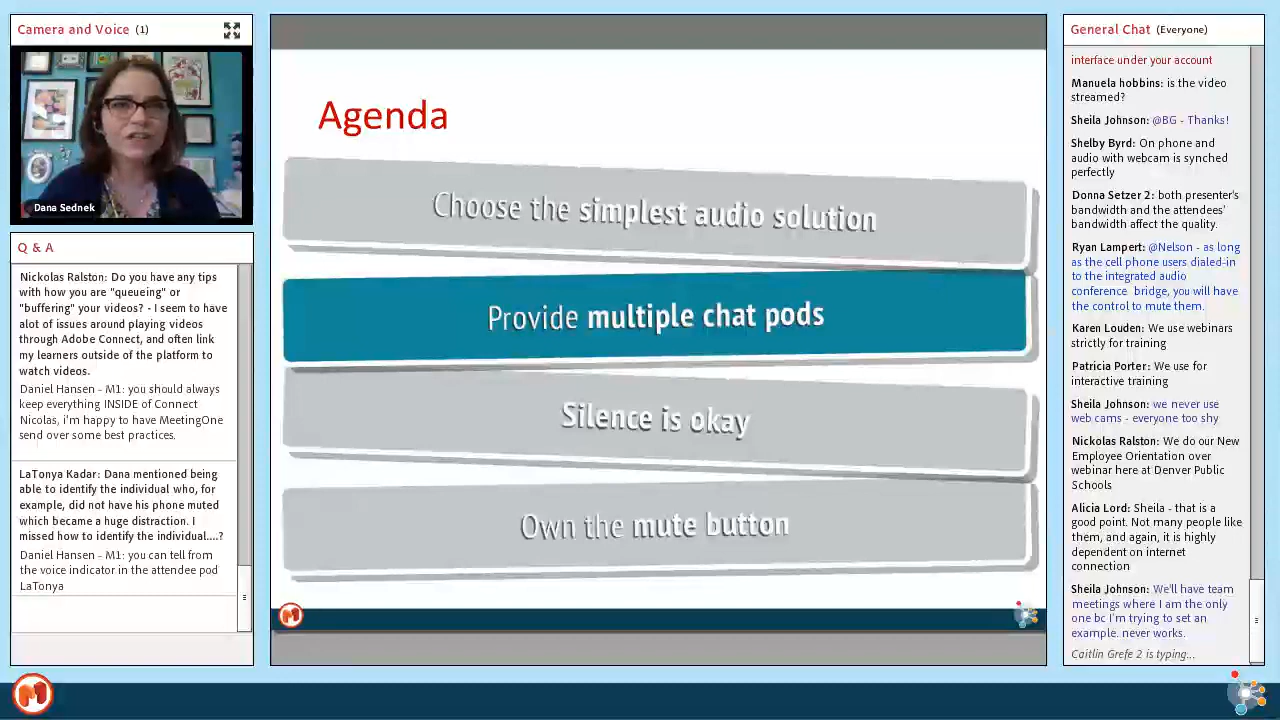 Camera and Voice (1)
Dana Sednek
Q & A
Nickolas Ralston: Do you have any tips
with how you are "queueing" or
"buffering" your videos? - I seem to have
alot of issues around playing videos
through Adobe Connect, and often link
my learners outside of the platform to
watch videos.
Daniel Hansen - M1: you should always
keep everything INSIDE of Connect
Nicolas, i'm happy to have MeetingOne
send over some best practices.
LaTonya Kadar: Dana mentioned being
able to identify the individual who, for
example, did not have his phone muted
which became a huge distraction. I
missed how to identify the individual....?
Daniel Hansen - M1: you can tell from
the voice indicator in the attendee pod
LaTonya
Agenda
Choose the simplest audio solution
Provide multiple chat pods
Silence is okay
Own the mute button
General Chat (Everyone)
interface under your account
Manuela hobbins: is the video
streamed?
Sheila Johnson: @BG - Thanks!
Shelby Byrd: On phone and
audio with webcam is synched
perfectly
Donna Setzer 2: both presenter's
bandwidth and the attendees'
bandwidth affect the quality.
Ryan Lampert: @Nelson - as long
as the cell phone users dialed-in
to the integrated audio
conference bridge, you will have
the control to mute them.
Karen Louden: We use webinars
strictly for training
Patricia Porter: We use for
interactive training
Sheila Johnson: we never use
web cams - everyone too shy
Nickolas Ralston: We do our New
Employee Orientation over
webinar here at Denver Public
Schools
Alicia Lord: Sheila - that is a
good point. Not many people like
them, and again, it is highly
dependent on internet
connection
Sheila Johnson: We'll have team
meetings where I am the only
one bc I'm trying to set an
example. never works.
Caitlin Grefe 2 is typing...